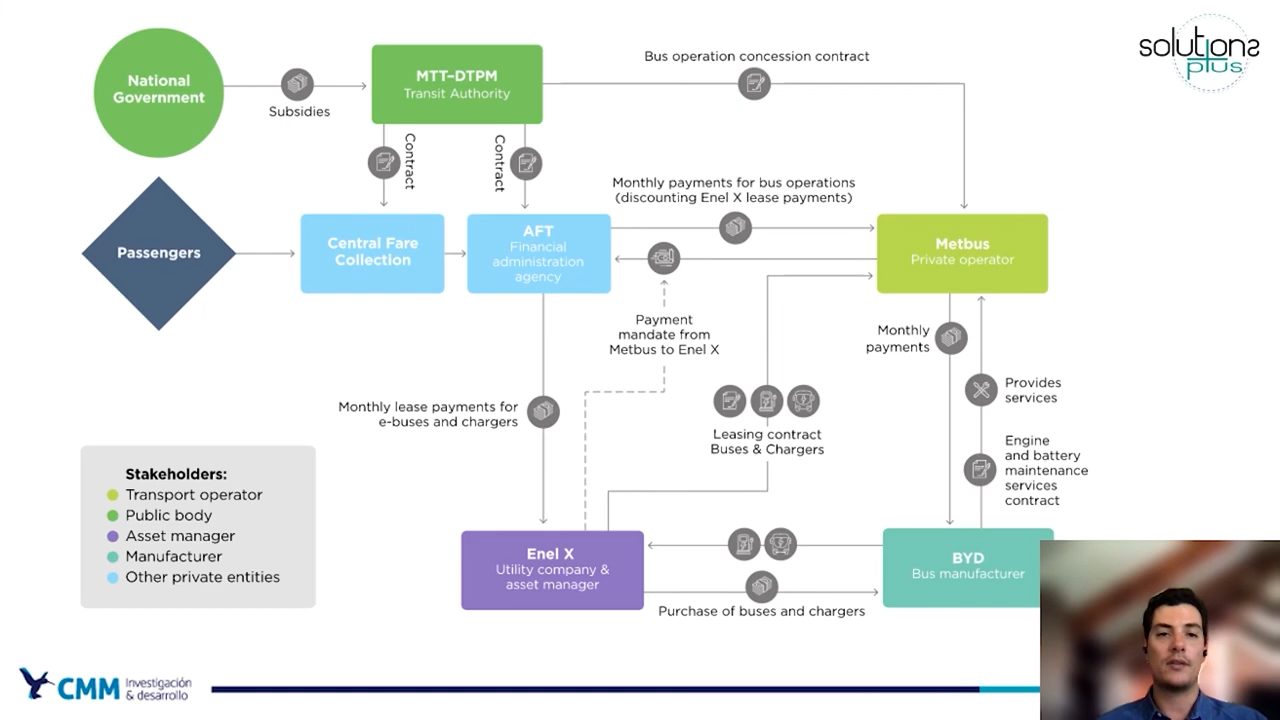 solutions
plus
National
Government
Subsidies
MTT–DTPM
Transit Authority
Bus operation concession contract
Contract
Contract
Monthly payments for bus operations
(discounting Enel X lease payments)
Passengers
Central Fare
Collection
AFT
Financial
administration
agency
Metbus
Private operator
Payment
mandate from
Metbus to Enel X
Monthly
payments
Provides
services
Monthly lease payments for
e-buses and chargers
Leasing contract
Buses & Chargers
Engine
and battery
maintenance
services
contract
Stakeholders:
Transport operator
Public body
Asset manager
Manufacturer
Other private entities
Enel X
Utility company &
asset manager
BYD
Bus manufacturer
Purchase of buses and chargers
CMM
Investigación
& desarrollo